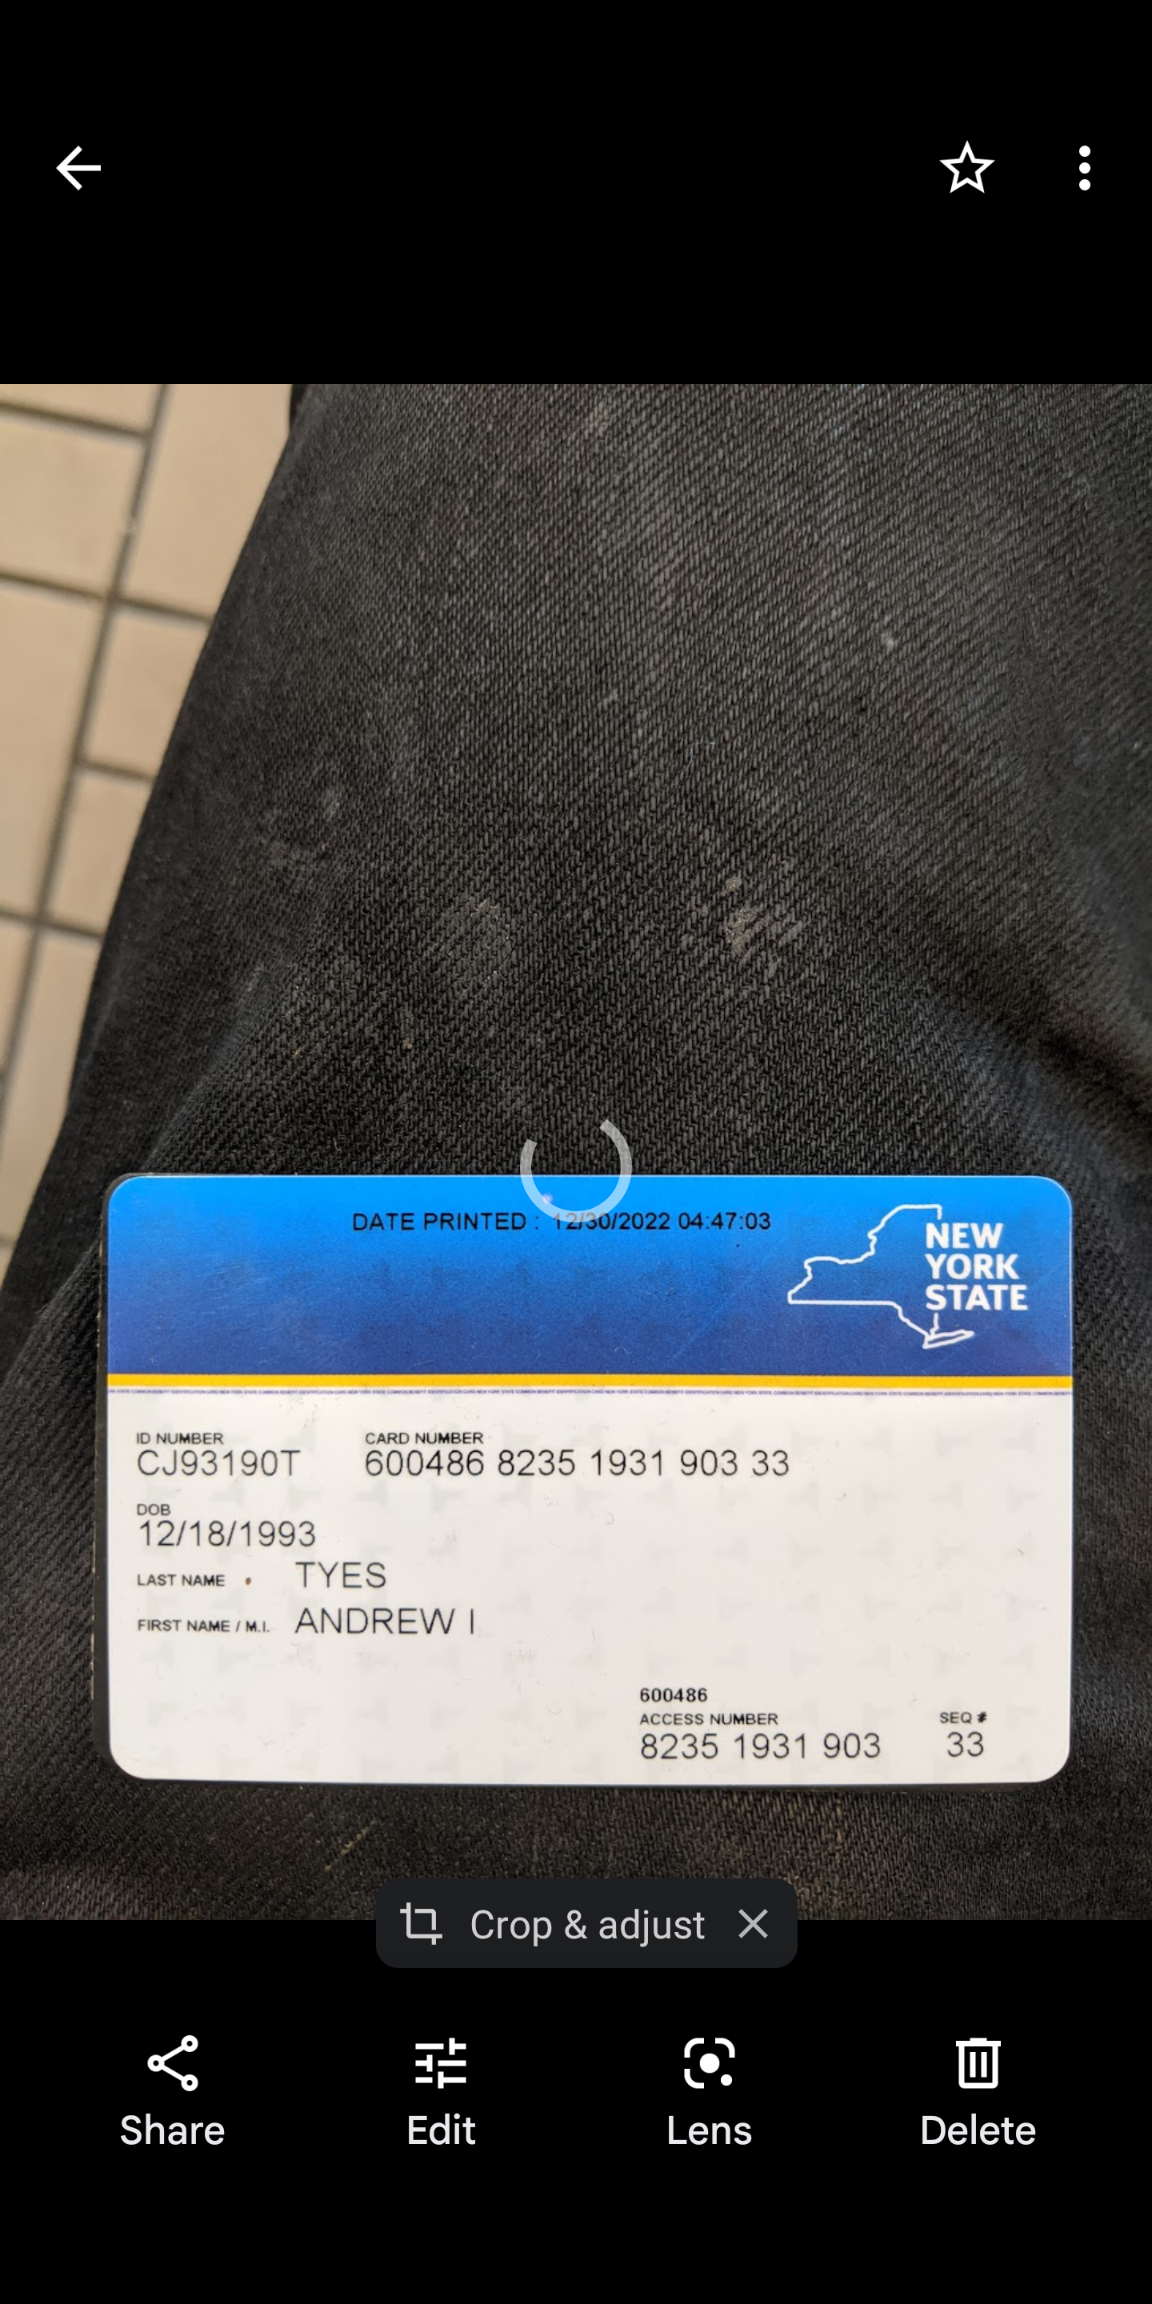 DATE PRINTED : 12/30/2022 04:47:03
NEW
YORK
STATE
ID NUMBER CARD NUMBER
CJ93190T 600486 8235 1931 903 33
DOB
12/18/1993
LAST NAME TYES
FIRST NAME / M.I. ANDREW I
600486
ACCESS NUMBER SEQ #
8235 1931 903 33
Crop & adjust
Share Edit Lens Delete